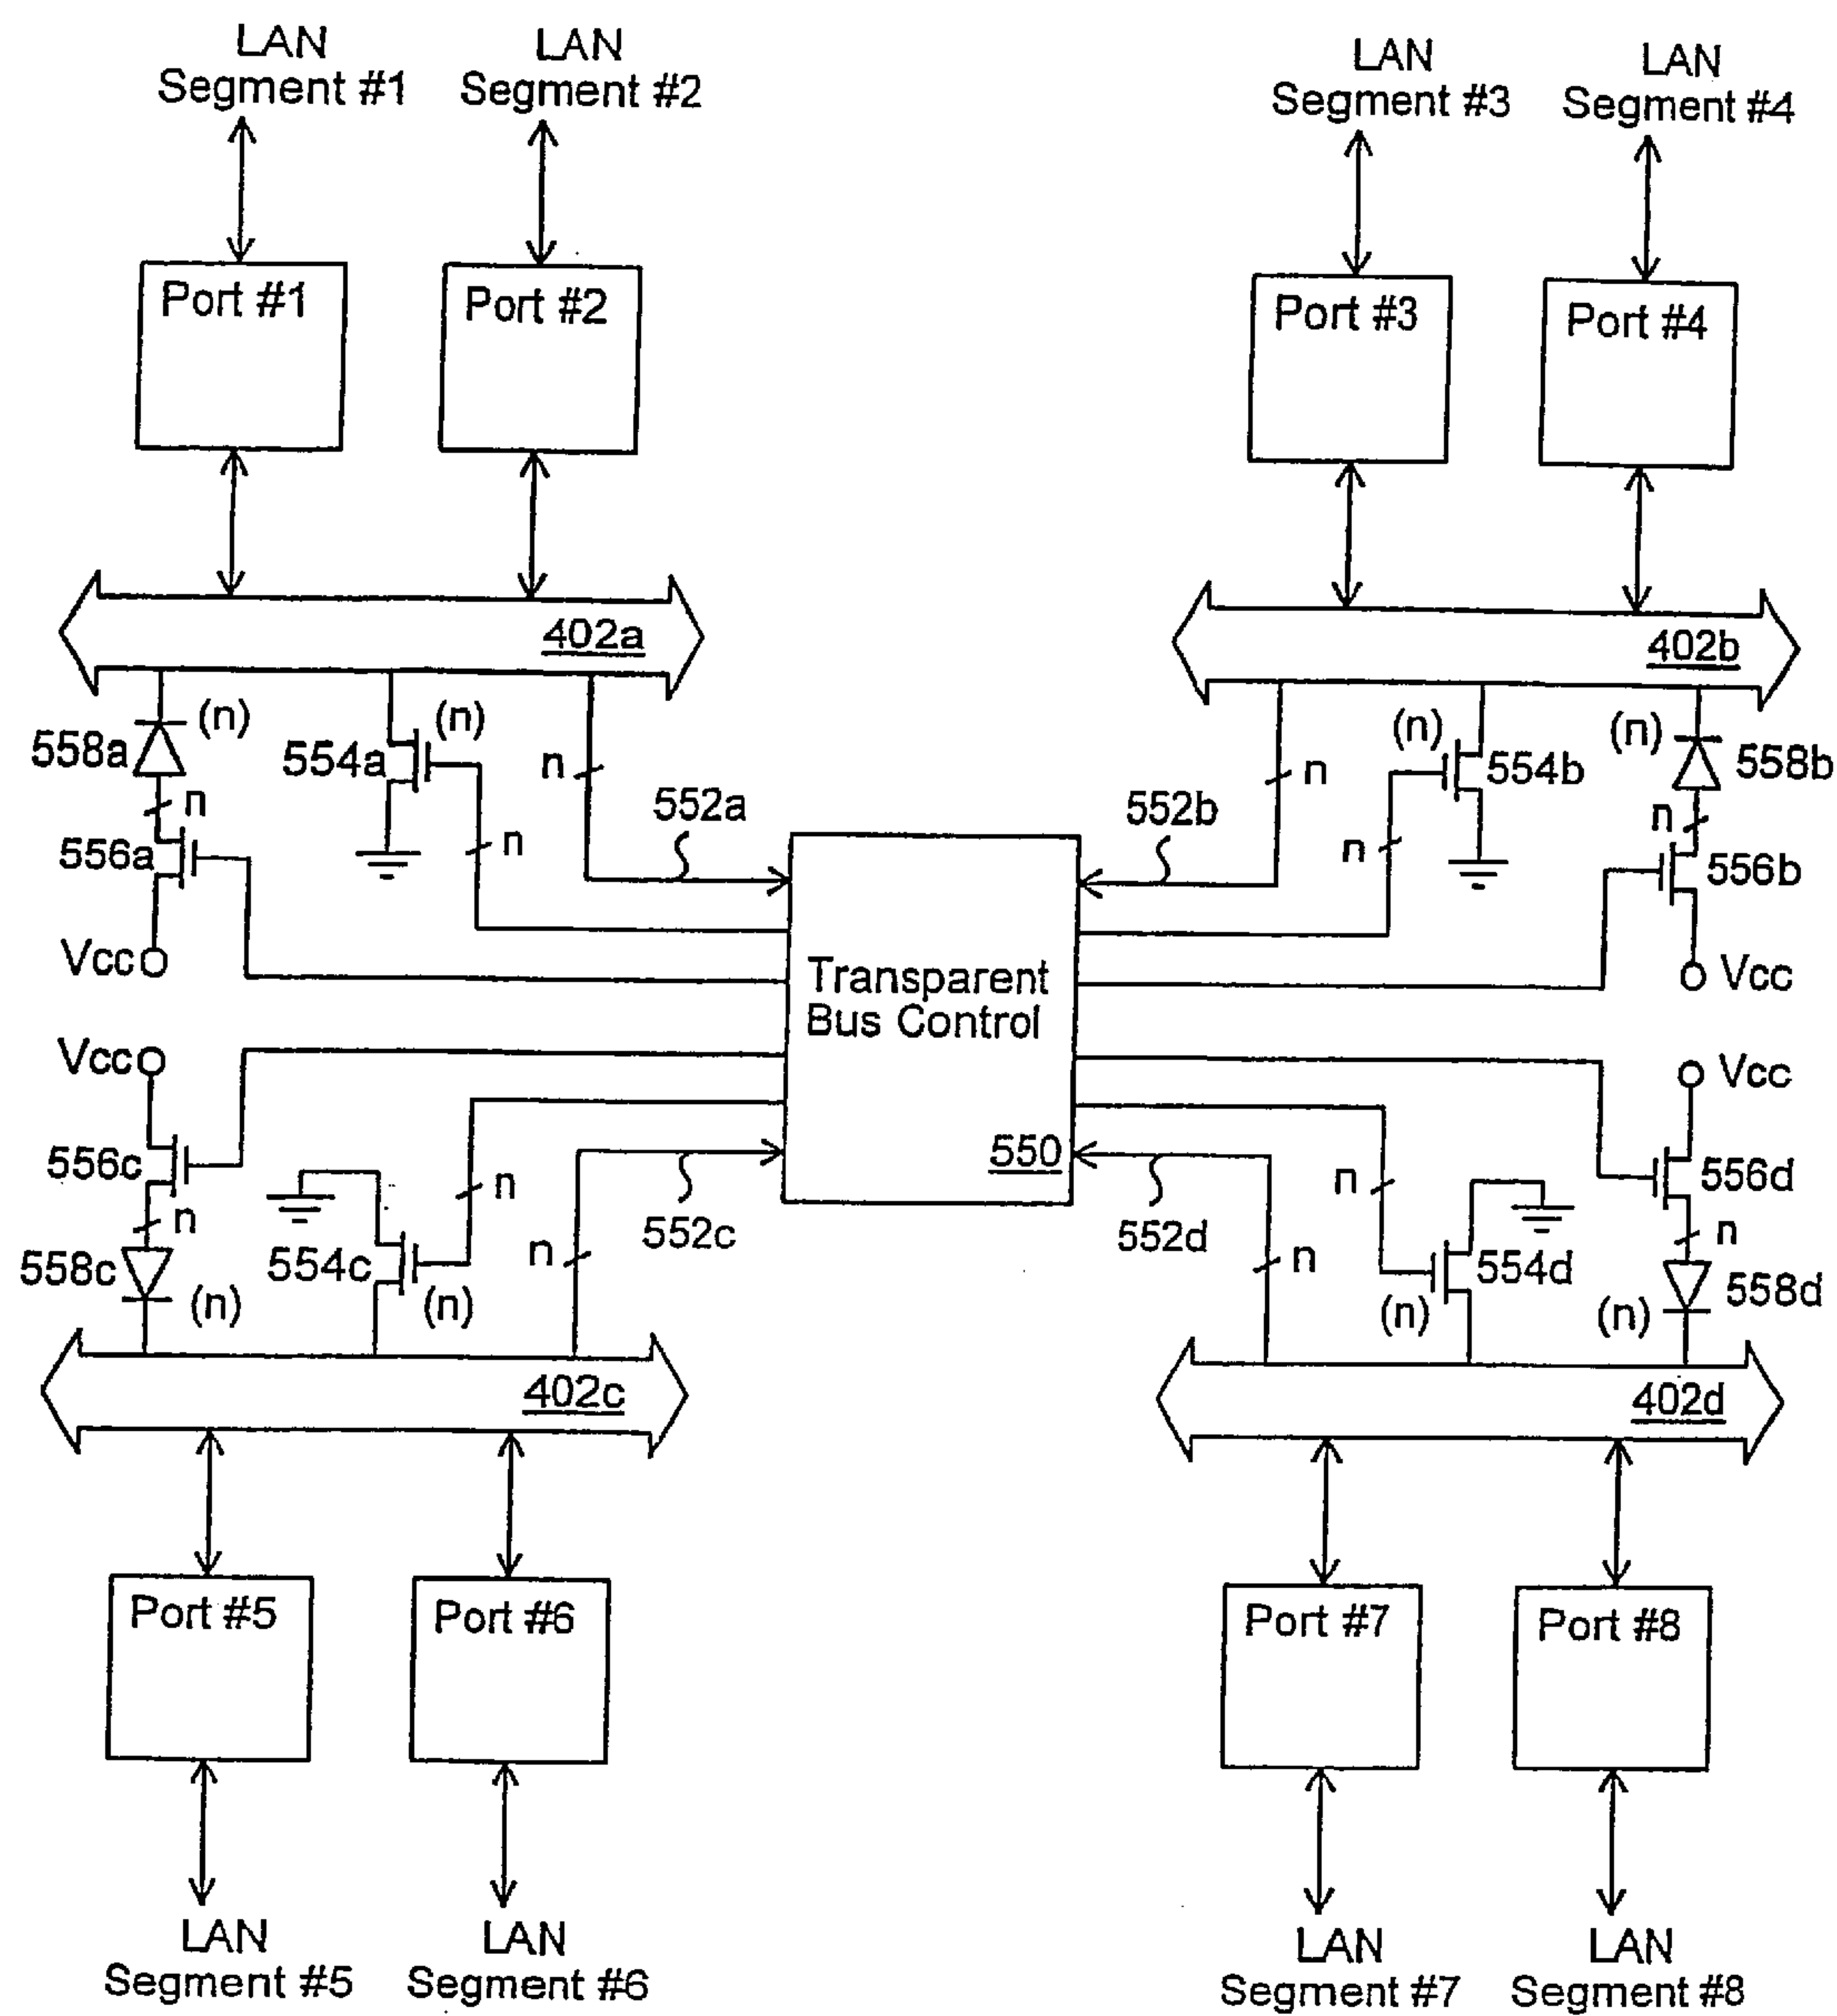 LAN
Segment #1
LAN
Segment #2
LAN
Segment #3
LAN
Segment #4
Port #1
Port #2
Port #3
Port #4
402a
402b
558a
(n)
554a
(n)
n
n
552a
n
556a
Vcc
552b
n
(n)
554b
(n)
558b
n
n
556b
Vcc
Transparent
Bus Control
550
Vcc
556c
n
558c
(n)
554c
(n)
n
n
552c
Vcc
556d
n
n
552d
n
554d
(n)
(n)
558d
402c
402d
Port #5
Port #6
Port #7
Port #8
LAN
Segment #5
LAN
Segment #6
LAN
Segment #7
LAN
Segment #8